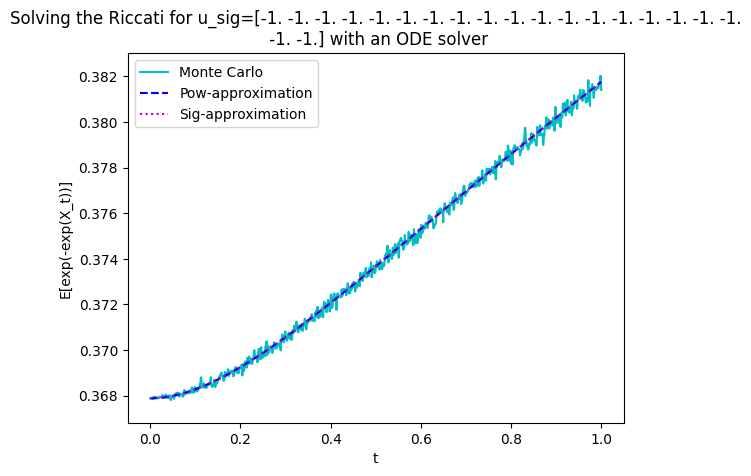 Solving the Riccati for u_sig=[-1. -1. -1. -1. -1. -1. -1. -1. -1. -1. -1. -1. -1. -1. -1. -1. -1. -1.
-1. -1.] with an ODE solver
Monte Carlo
Pow-approximation
Sig-approximation
E[exp(-exp(X_t))]
0.382
0.380
0.378
0.376
0.374
0.372
0.370
0.368
0.0
0.2
0.4
0.6
0.8
1.0
t